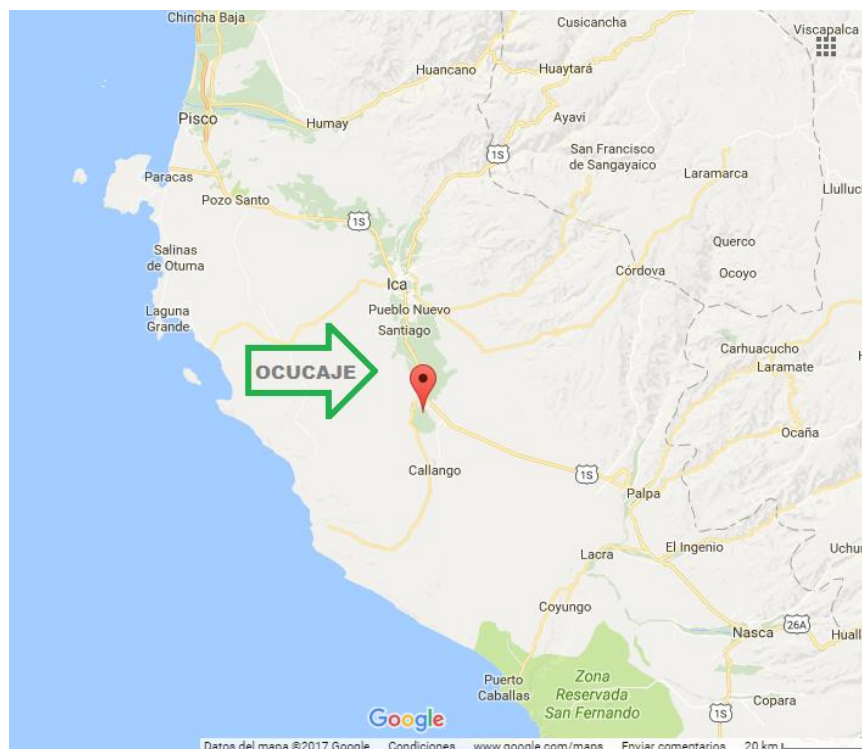 Chincha Baja
Cusicancha
Viscapalca
Huancano
Huaytará
Pisco
Humay
Ayavi
1S
San Francisco
de Sangayaico
Paracas
Laramarca
Pozo Santo
1S
Salinas
de Otuma
Querco
Córdova
Ocoyo
Ica
Laguna
Grande
Pueblo Nuevo
Santiago
Carhuacucho
OCUCAJE
Laramate
Ocaña
Callango
1S
Palpa
El Ingenio
Lacra
Coyungo
26A
Nasca
Puerto
Caballas
Zona
Reservada
San Fernando
Copara
1S
Google
Datos del mapa ©2017 Google Condiciones www.google.com/maps Enviar comentarios 20 km